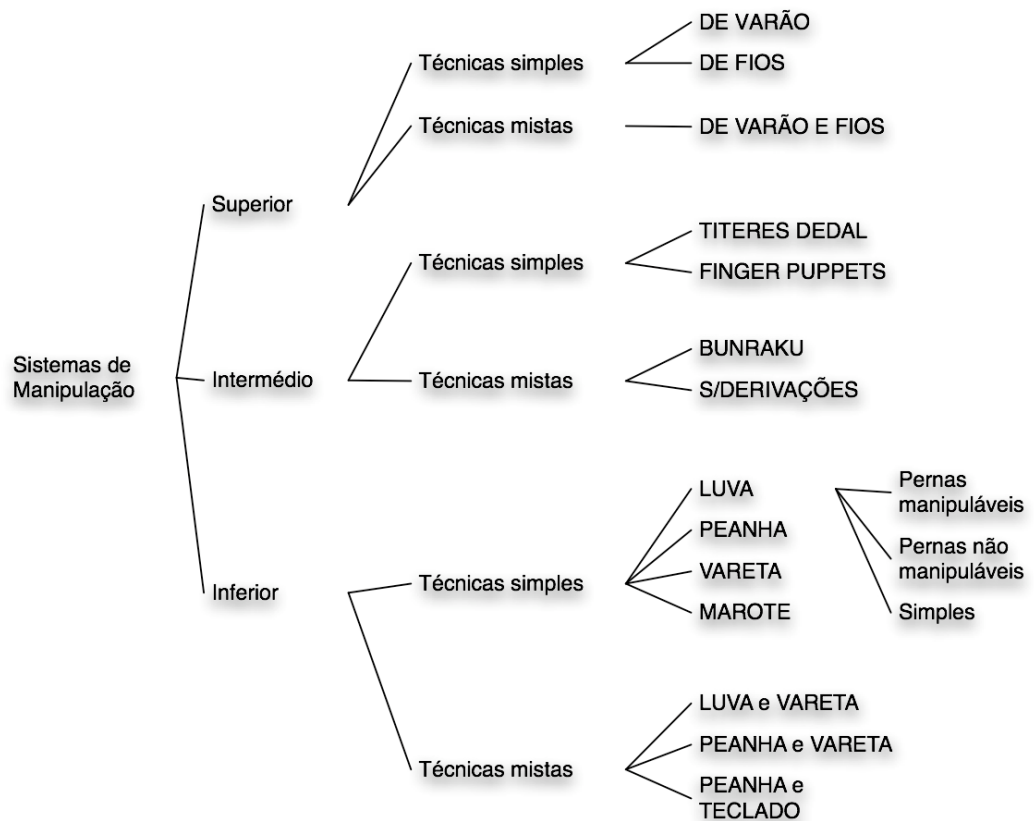 Sistemas de
Manipulação
Superior
Técnicas simples
DE VARÃO
DE FIOS
Técnicas mistas
DE VARÃO E FIOS
Intermédio
Técnicas simples
TITERES DEDAL
FINGER PUPPETS
Técnicas mistas
BUNRAKU
S/DERIVAÇÕES
Inferior
Técnicas simples
LUVA
Pernas
manipuláveis
Pernas não
manipuláveis
Simples
PEANHA
VARETA
MAROTE
Técnicas mistas
LUVA e VARETA
PEANHA e VARETA
PEANHA e
TECLADO